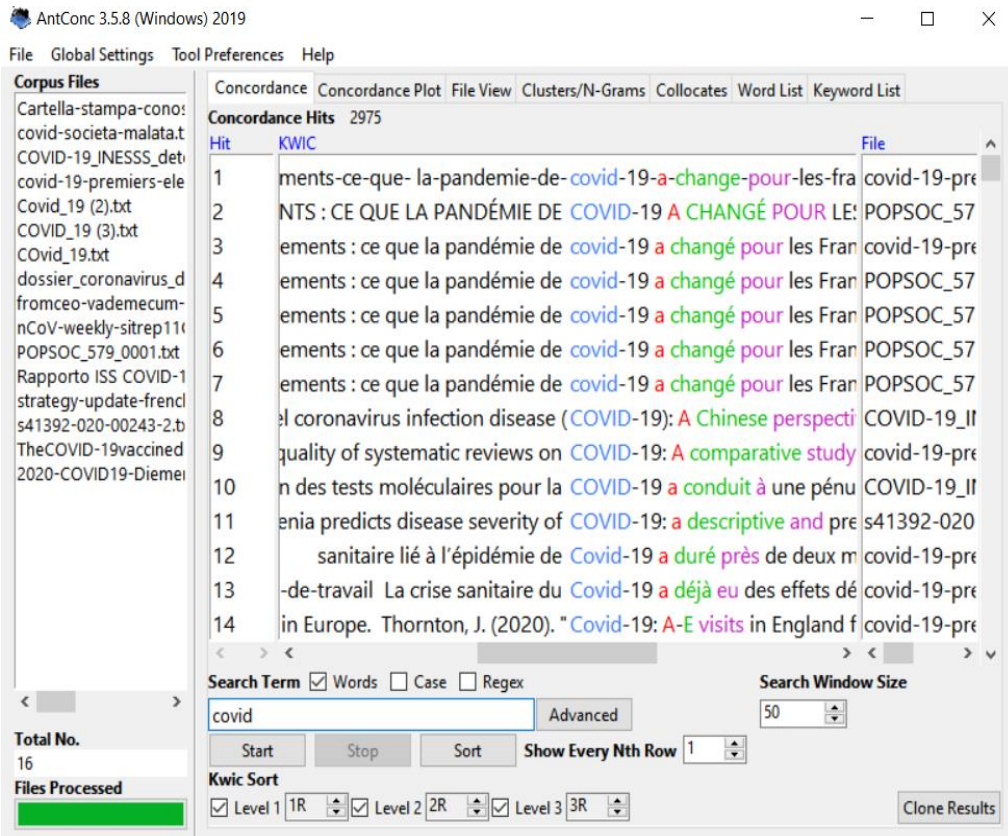 AntConc 3.5.8 (Windows) 2019
File Global Settings Tool Preferences Help
Corpus Files
Cartella-stampa-conos
covid-societa-malata.t
COVID-19_INESSS_det
covid-19-premiers-ele
Covid_19 (2).txt
COVID_19 (3).txt
COvid_19.txt
dossier_coronavirus_d
fromceo-vademecum-
nCoV-weekly-sitrep11
POPSOC_579_0001.txt
Rapporto ISS COVID-1
strategy-update-frencl
s41392-020-00243-2.t
TheCOVID-19vaccined
2020-COVID19-Diemer
Total No.
16
Files Processed
Concordance Concordance Plot File View Clusters/N-Grams Collocates Word List Keyword List
Concordance Hits 2975
Hit KWIC File
1 ments-ce-que- la-pandemie-de-covid-19-a-change-pour-les-fra covid-19-pre
2 NTS : CE QUE LA PANDÉMIE DE COVID-19 A CHANGÉ POUR LES POPSOC_57
3 ements : ce que la pandémie de covid-19 a changé pour les Fran covid-19-pre
4 ements : ce que la pandémie de covid-19 a changé pour les Fran POPSOC_57
5 ements : ce que la pandémie de covid-19 a changé pour les Fran POPSOC_57
6 ements : ce que la pandémie de covid-19 a changé pour les Fran POPSOC_57
7 ements : ce que la pandémie de covid-19 a changé pour les Fran POPSOC_57
8 el coronavirus infection disease (COVID-19): A Chinese perspecti COVID-19_II
9 quality of systematic reviews on COVID-19: A comparative study covid-19-pre
10 n des tests moléculaires pour la COVID-19 a conduit à une pénu COVID-19_II
11 enia predicts disease severity of COVID-19: a descriptive and pre s41392-020
12 sanitaire lié à l'épidémie de Covid-19 a duré près de deux m covid-19-pre
13 -de-travail La crise sanitaire du Covid-19 a déjà eu des effets dé covid-19-pre
14 in Europe. Thornton, J. (2020). "Covid-19: A-E visits in England f covid-19-pre
Search Term Words Case Regex Search Window Size
covid Advanced 50
Start Stop Sort Show Every Nth Row 1
Kwic Sort
Level 1 1R Level 2 2R Level 3 3R Clone Results